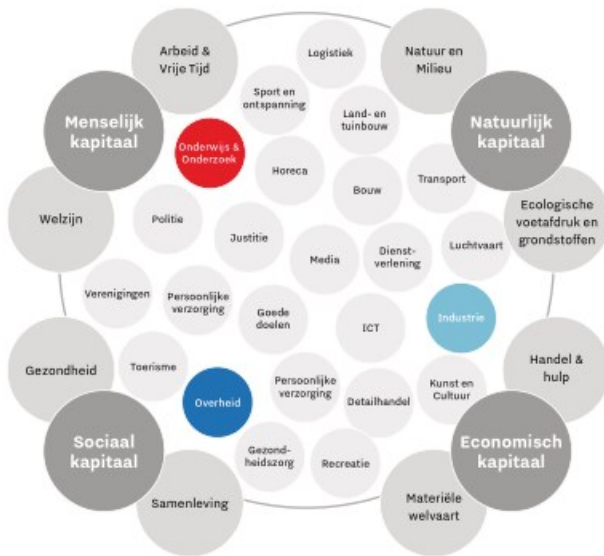 Logistiek
Arbeid &
Vrije Tijd
Natuur en
Milieu
Sport en
ontspanning
Land- en
tuinbouw
Menselijk
kapitaal
Natuurlijk
kapitaal
Onderwijs &
Onderzoek
Horeca
Bouw
Transport
Welzijn
Politie
Justitie
Media
Dienst-
verlening
Luchtvaart
Ecologische
voetafdruk en
grondstoffen
Verenigingen
Persoonlijke
verzorging
Goede
doelen
ICT
Industrie
Gezondheid
Toerisme
Overheid
Persoonlijke
verzorging
Detailhandel
Kunst en
Cultuur
Handel &
hulp
Sociaal
kapitaal
Gezond-
heidszorg
Recreatie
Economisch
kapitaal
Samenleving
Materiële
welvaart